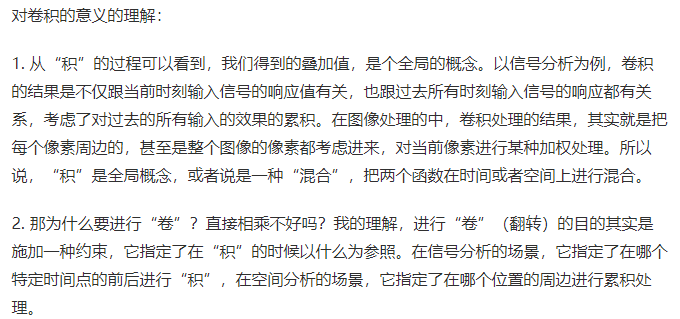 对卷积的意义的理解：
1. 从“积”的过程可以看到，我们得到的叠加值，是个全局的概念。以信号分析为例，卷积
的结果是不仅跟当前时刻输入信号的响应值有关，也跟过去所有时刻输入信号的响应都有关
系，考虑了对过去的所有输入的效果的累积。在图像处理的中，卷积处理的结果，其实就是把
每个像素周边的，甚至是整个图像的像素都考虑进来，对当前像素进行某种加权处理。所以
说，“积”是全局概念，或者说是一种“混合”，把两个函数在时间或者空间上进行混合。
2. 那为什么要进行“卷”？直接相乘不好吗？我的理解，进行“卷”（翻转）的目的其实是
施加一种约束，它指定了在“积”的时候以什么为参照。在信号分析的场景，它指定了在哪个
特定时间点的前后进行“积”，在空间分析的场景，它指定了在哪个位置的周边进行累积处
理。